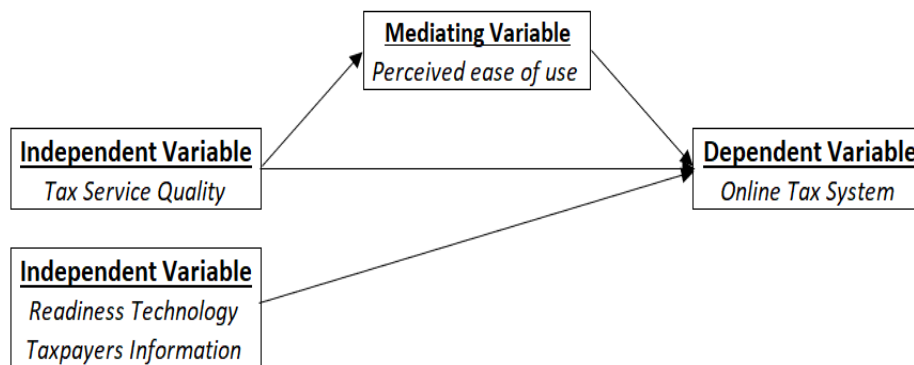 Mediating Variable
Perceived ease of use
Independent Variable
Tax Service Quality
Dependent Variable
Online Tax System
Independent Variable
Readiness Technology
Taxpayers Information